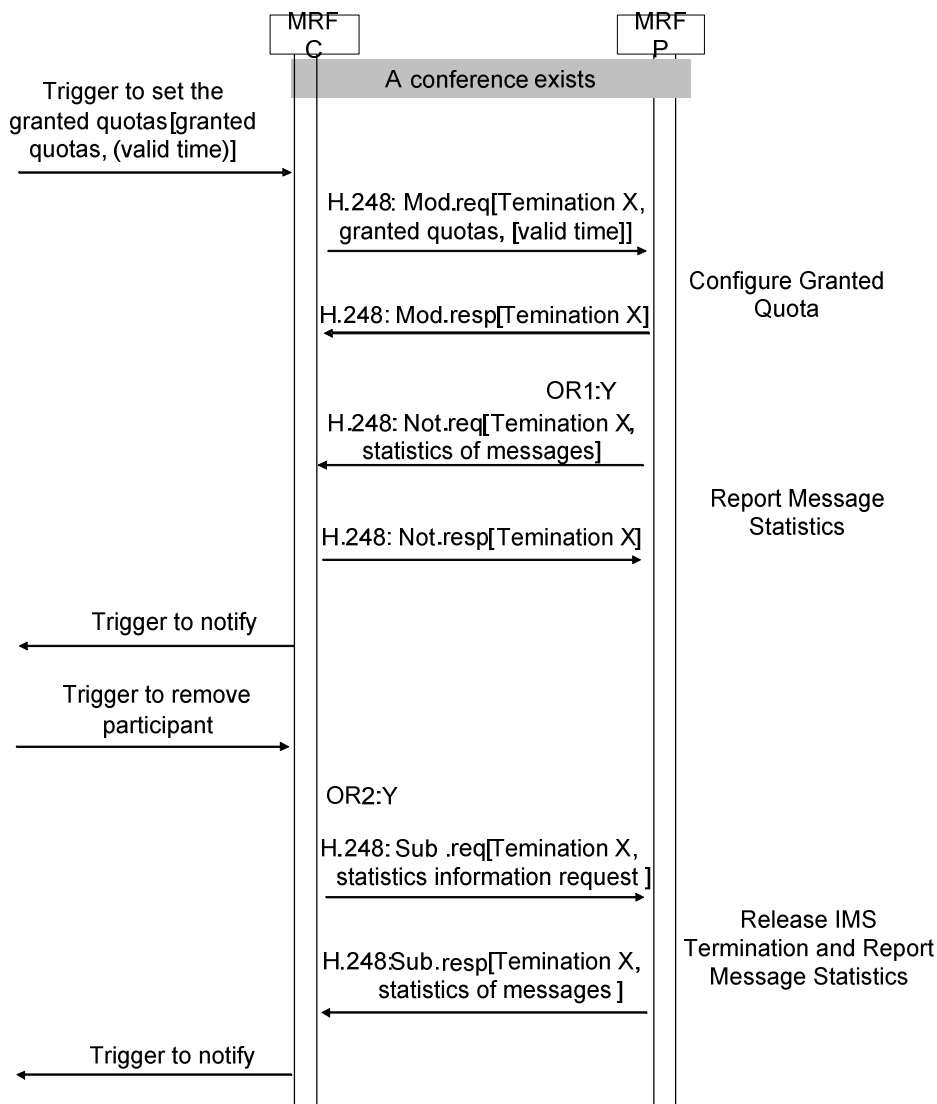 MRF
C
MRF
P
A conference exists
Trigger to set the
granted quotas[granted
quotas, (valid time)]
H.248: Mod.req[Temination X,
granted quotas, [valid time]]
Configure Granted
Quota
H.248: Mod.resp[Temination X]
OR1:Y
H.248: Not.req[Temination X,
statistics of messages]
Report Message
Statistics
H.248: Not.resp[Temination X]
Trigger to notify
Trigger to remove
participant
OR2:Y
H.248: Sub .req[Temination X,
statistics information request ]
Release IMS
Termination and Report
Message Statistics
H.248:Sub.resp[Temination X,
statistics of messages ]
Trigger to notify